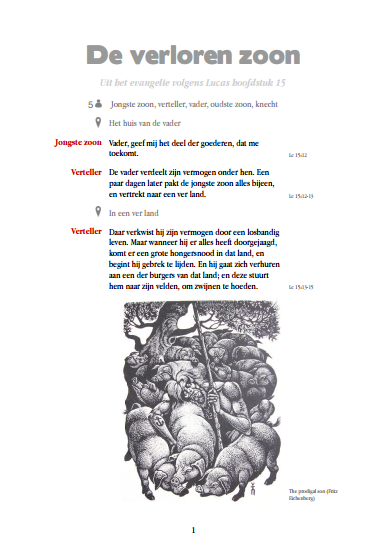 De verloren zoon
Uit het evangelie volgens Lucas hoofdstuk 15
5 Jongste zoon, verteller, vader, oudste zoon, knecht
Het huis van de vader
Jongste zoon Vader, geef mij het deel der goederen, dat me
toekomt. Lc 15:12
Verteller De vader verdeelt zijn vermogen onder hen. Een
paar dagen later pakt de jongste zoon alles bijeen,
en vertrekt naar een ver land. Lc 15:12-13
In een ver land
Verteller Daar verkwist hij zijn vermogen door een losbandig
leven. Maar wanneer hij er alles heeft doorgejaagd,
komt er een grote hongersnood in dat land, en
begint hij gebrek te lijden. En hij gaat zich verhuren
aan een der burgers van dat land; en deze stuurt
hem naar zijn velden, om zwijnen te hoeden. Lc 15:13-15
The prodigal son (Fritz
Eichenberg)
1